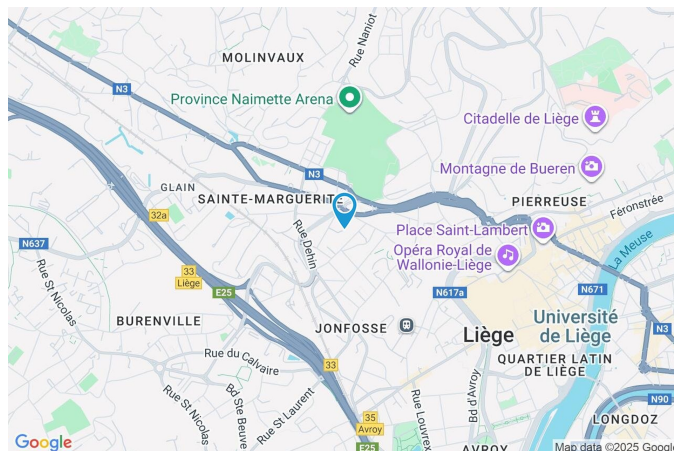 MOLINVAUX
Rue Naniot
N3
Province Naimette Arena
Citadelle de Liège
Montagne de Bueren
N3
GLAIN
SAINTE-MARGUERITE
PIERREUSE
Féronstrée
32a
Place Saint-Lambert
N637
Rue Dehin
Opéra Royal de
Wallonie-Liège
La Meuse
33
Liège
E25
N617a
N671
Rue St Nicolas
BURENVILLE
JONFOSSE
Liège
Université
de Liège
N3
Rue du Calvaire
33
QUARTIER LATIN
DE LIÈGE
Rue St Nicolas
Bd Ste Beuve
Rue St Laurent
Rue Louvrex
Bd d'Avroy
N90
35
Avroy
LONGDOZ
Google
E25
AVROY
Map data ©2025 Google